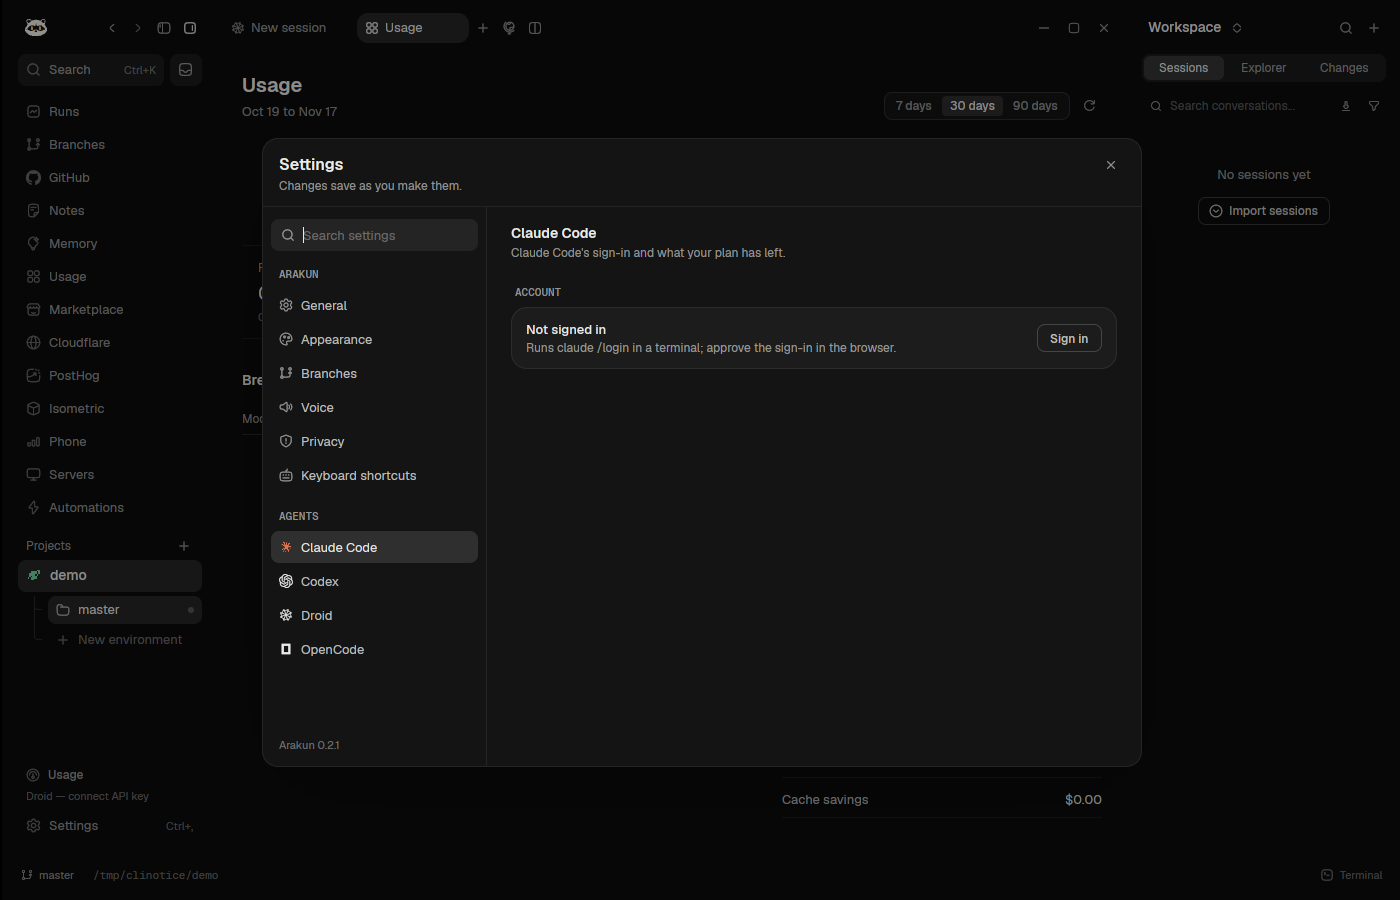 New session
Usage
Workspace
Search
Ctrl+K
Runs
Branches
GitHub
Notes
Memory
Usage
Marketplace
Cloudflare
PostHog
Isometric
Phone
Servers
Automations
Projects
demo
master
New environment
Usage
Droid — connect API key
Settings
Ctrl+,
master
/tmp/clinotice/demo
Usage
Oct 19 to Nov 17
7 days
30 days
90 days
Settings
Changes save as you make them.
Search settings
ARAKUN
General
Appearance
Branches
Voice
Privacy
Keyboard shortcuts
AGENTS
Claude Code
Codex
Droid
OpenCode
Arakun 0.2.1
Claude Code
Claude Code's sign-in and what your plan has left.
ACCOUNT
Not signed in
Runs claude /login in a terminal; approve the sign-in in the browser.
Sign in
Cache savings
$0.00
Sessions
Explorer
Changes
Search conversations...
No sessions yet
Import sessions
Terminal